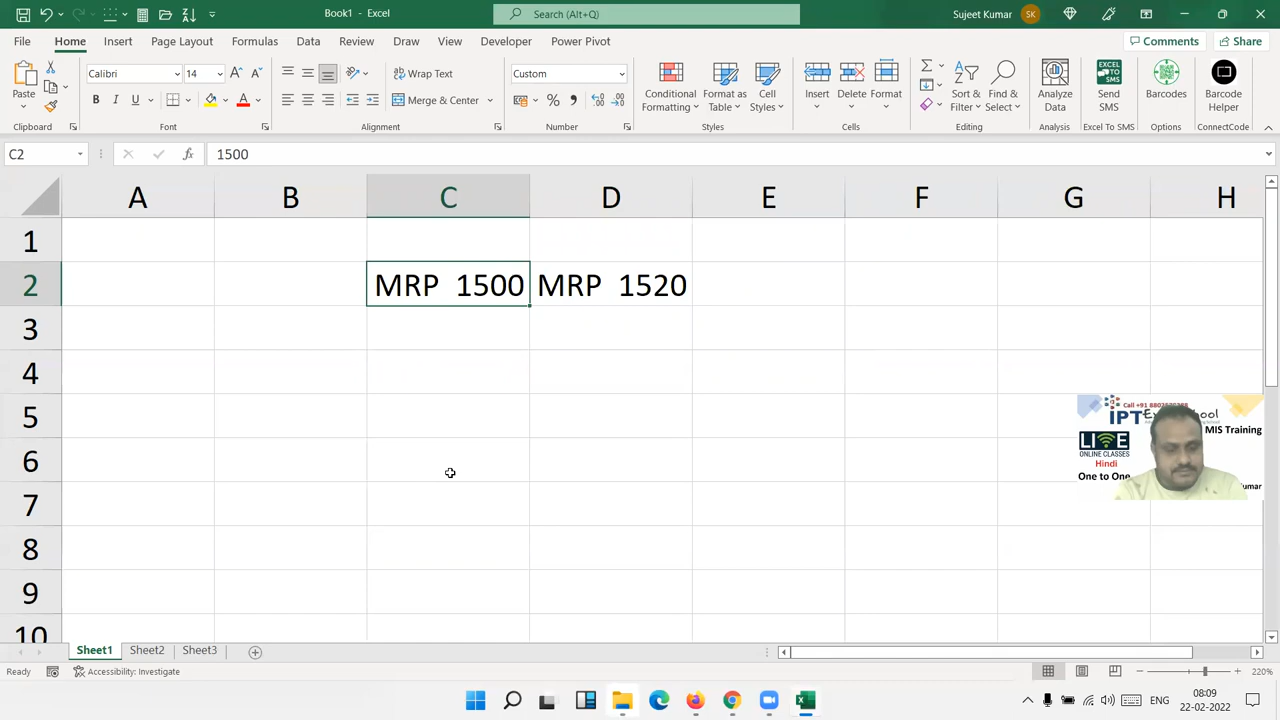 Book1 - Excel
Search (Alt+Q)
Sujeet Kumar
SK
File Home Insert Page Layout Formulas Data Review View Draw Developer Power Pivot
Comments
Share
Paste
Calibri
14
Wrap Text
Merge & Center
Custom
Conditional Formatting
Format as Table
Cell Styles
Insert
Delete
Format
Sort & Filter
Find & Select
Analyze Data
Send SMS
Barcodes
Barcode Helper
Clipboard
Font
Alignment
Number
Styles
Cells
Editing
Analysis
Excel To SMS
Options
ConnectCode
C2
1500
A B C D E F G H
1
2 MRP 1500 MRP 1520
3
4
5
6
7
8
9
10
Call +91
IPT
MIS Training
LIVE
ONLINE CLASSES
Hindi
One to One
Sheet1 Sheet2 Sheet3
Ready
Accessibility: Investigate
220%
ENG
08:09
22-02-2022